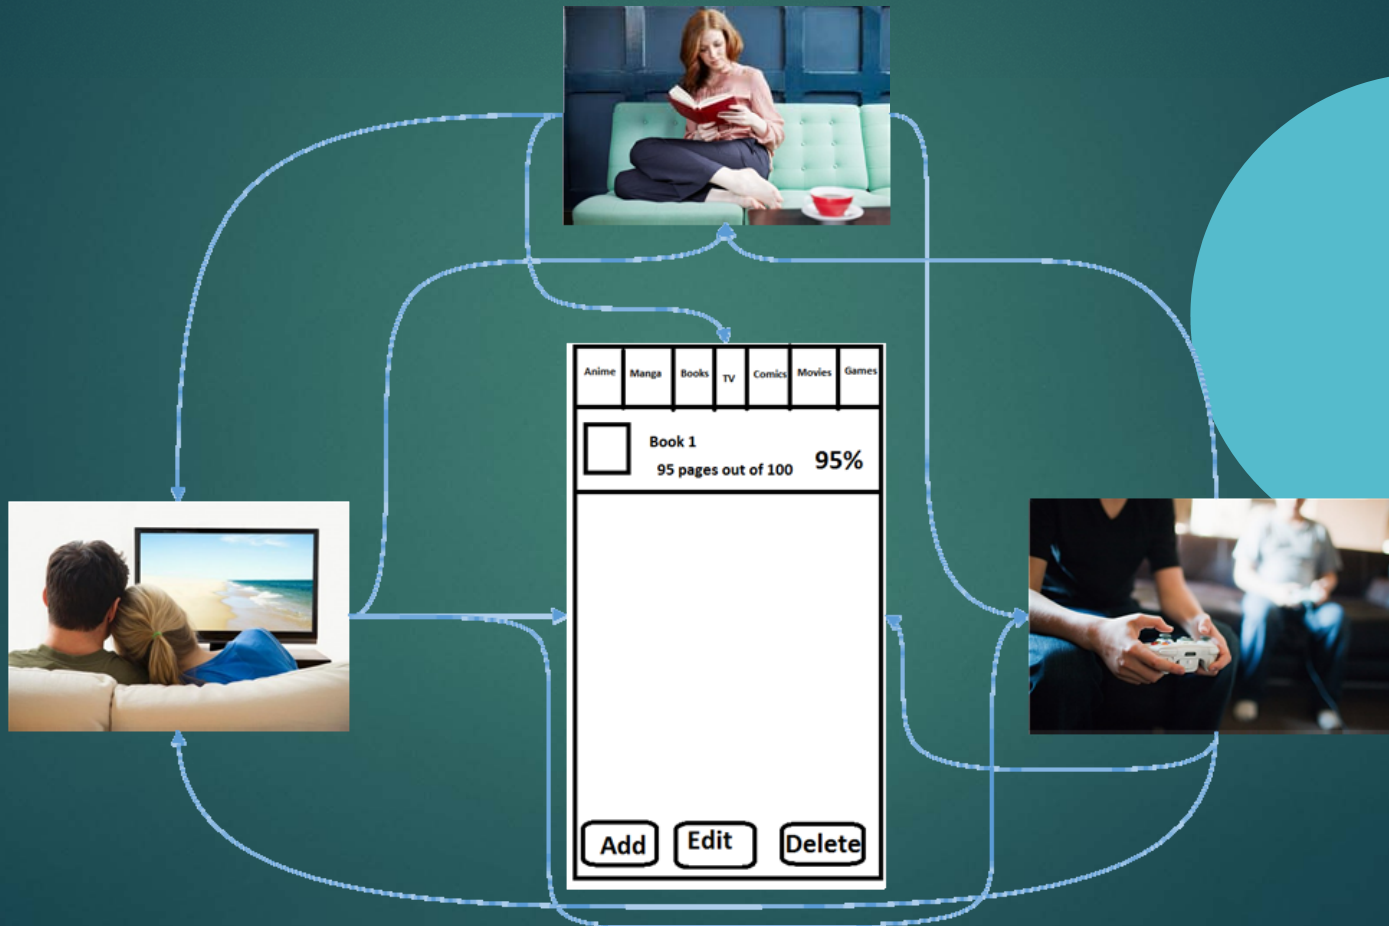 Anime Manga Books TV Comics Movies Games
Book 1
95 pages out of 100 95%
Add Edit Delete